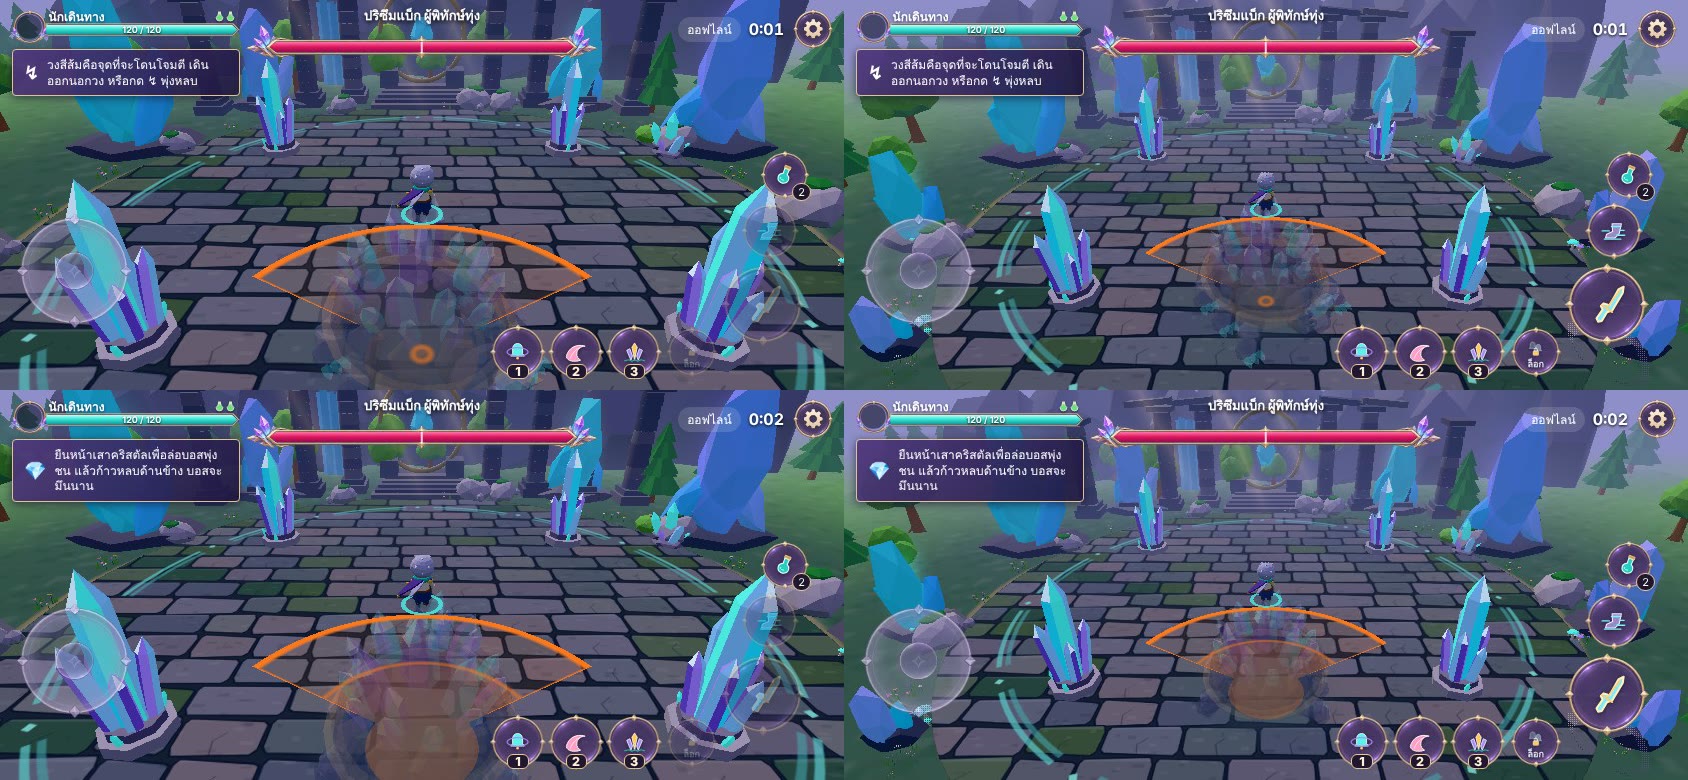 นักเดินทาง
120 / 120
ปริซึมแบ็ก ผู้พิทักษ์ทุ่ง
ออฟไลน์
0:01
↯ วงสีส้มคือจุดที่จะโดนโจมตี เดิน
ออกนอกวง หรือกด ↯ พุ่งหลบ
2
1
2
3
ล็อก
นักเดินทาง
120 / 120
ปริซึมแบ็ก ผู้พิทักษ์ทุ่ง
ออฟไลน์
0:01
↯ วงสีส้มคือจุดที่จะโดนโจมตี เดิน
ออกนอกวง หรือกด ↯ พุ่งหลบ
2
1
2
3
ล็อก
นักเดินทาง
120 / 120
ปริซึมแบ็ก ผู้พิทักษ์ทุ่ง
ออฟไลน์
0:02
ยืนหน้าเสาคริสตัลเพื่อล่อบอสพุ่ง
ชน แล้วก้าวหลบด้านข้าง บอสจะ
มึนนาน
2
1
2
3
ล็อก
นักเดินทาง
120 / 120
ปริซึมแบ็ก ผู้พิทักษ์ทุ่ง
ออฟไลน์
0:02
ยืนหน้าเสาคริสตัลเพื่อล่อบอสพุ่ง
ชน แล้วก้าวหลบด้านข้าง บอสจะ
มึนนาน
2
1
2
3
ล็อก